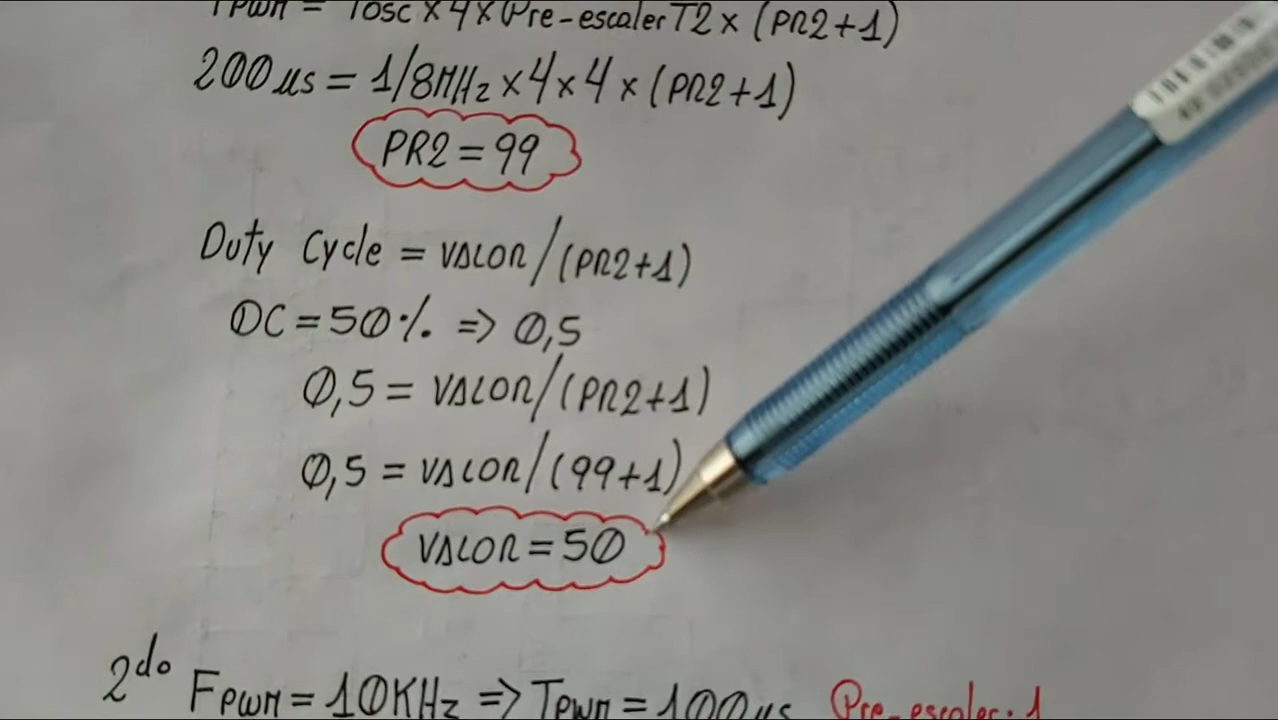 TPWM = Tosc x 4 x Pre-escaler T2 x (PR2+1)
200us = 1/8MHz x 4 x 4 x (PR2+1)
PR2 = 99
Duty Cycle = VALOR/(PR2+1)
DC = 50% => 0,5
0,5 = VALOR/(PR2+1)
0,5 = VALOR/(99+1)
VALOR = 50
2do FPWM = 10KHz => TPWM = 100us Pre-escaler:1